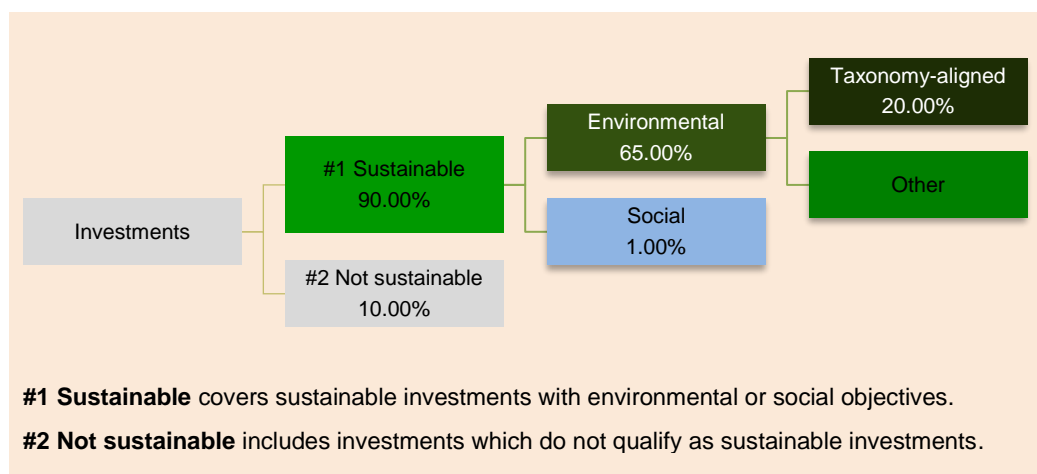 Investments
#1 Sustainable
90.00%
#2 Not sustainable
10.00%
Environmental
65.00%
Social
1.00%
Taxonomy-aligned
20.00%
Other
#1 Sustainable covers sustainable investments with environmental or social objectives.
#2 Not sustainable includes investments which do not qualify as sustainable investments.